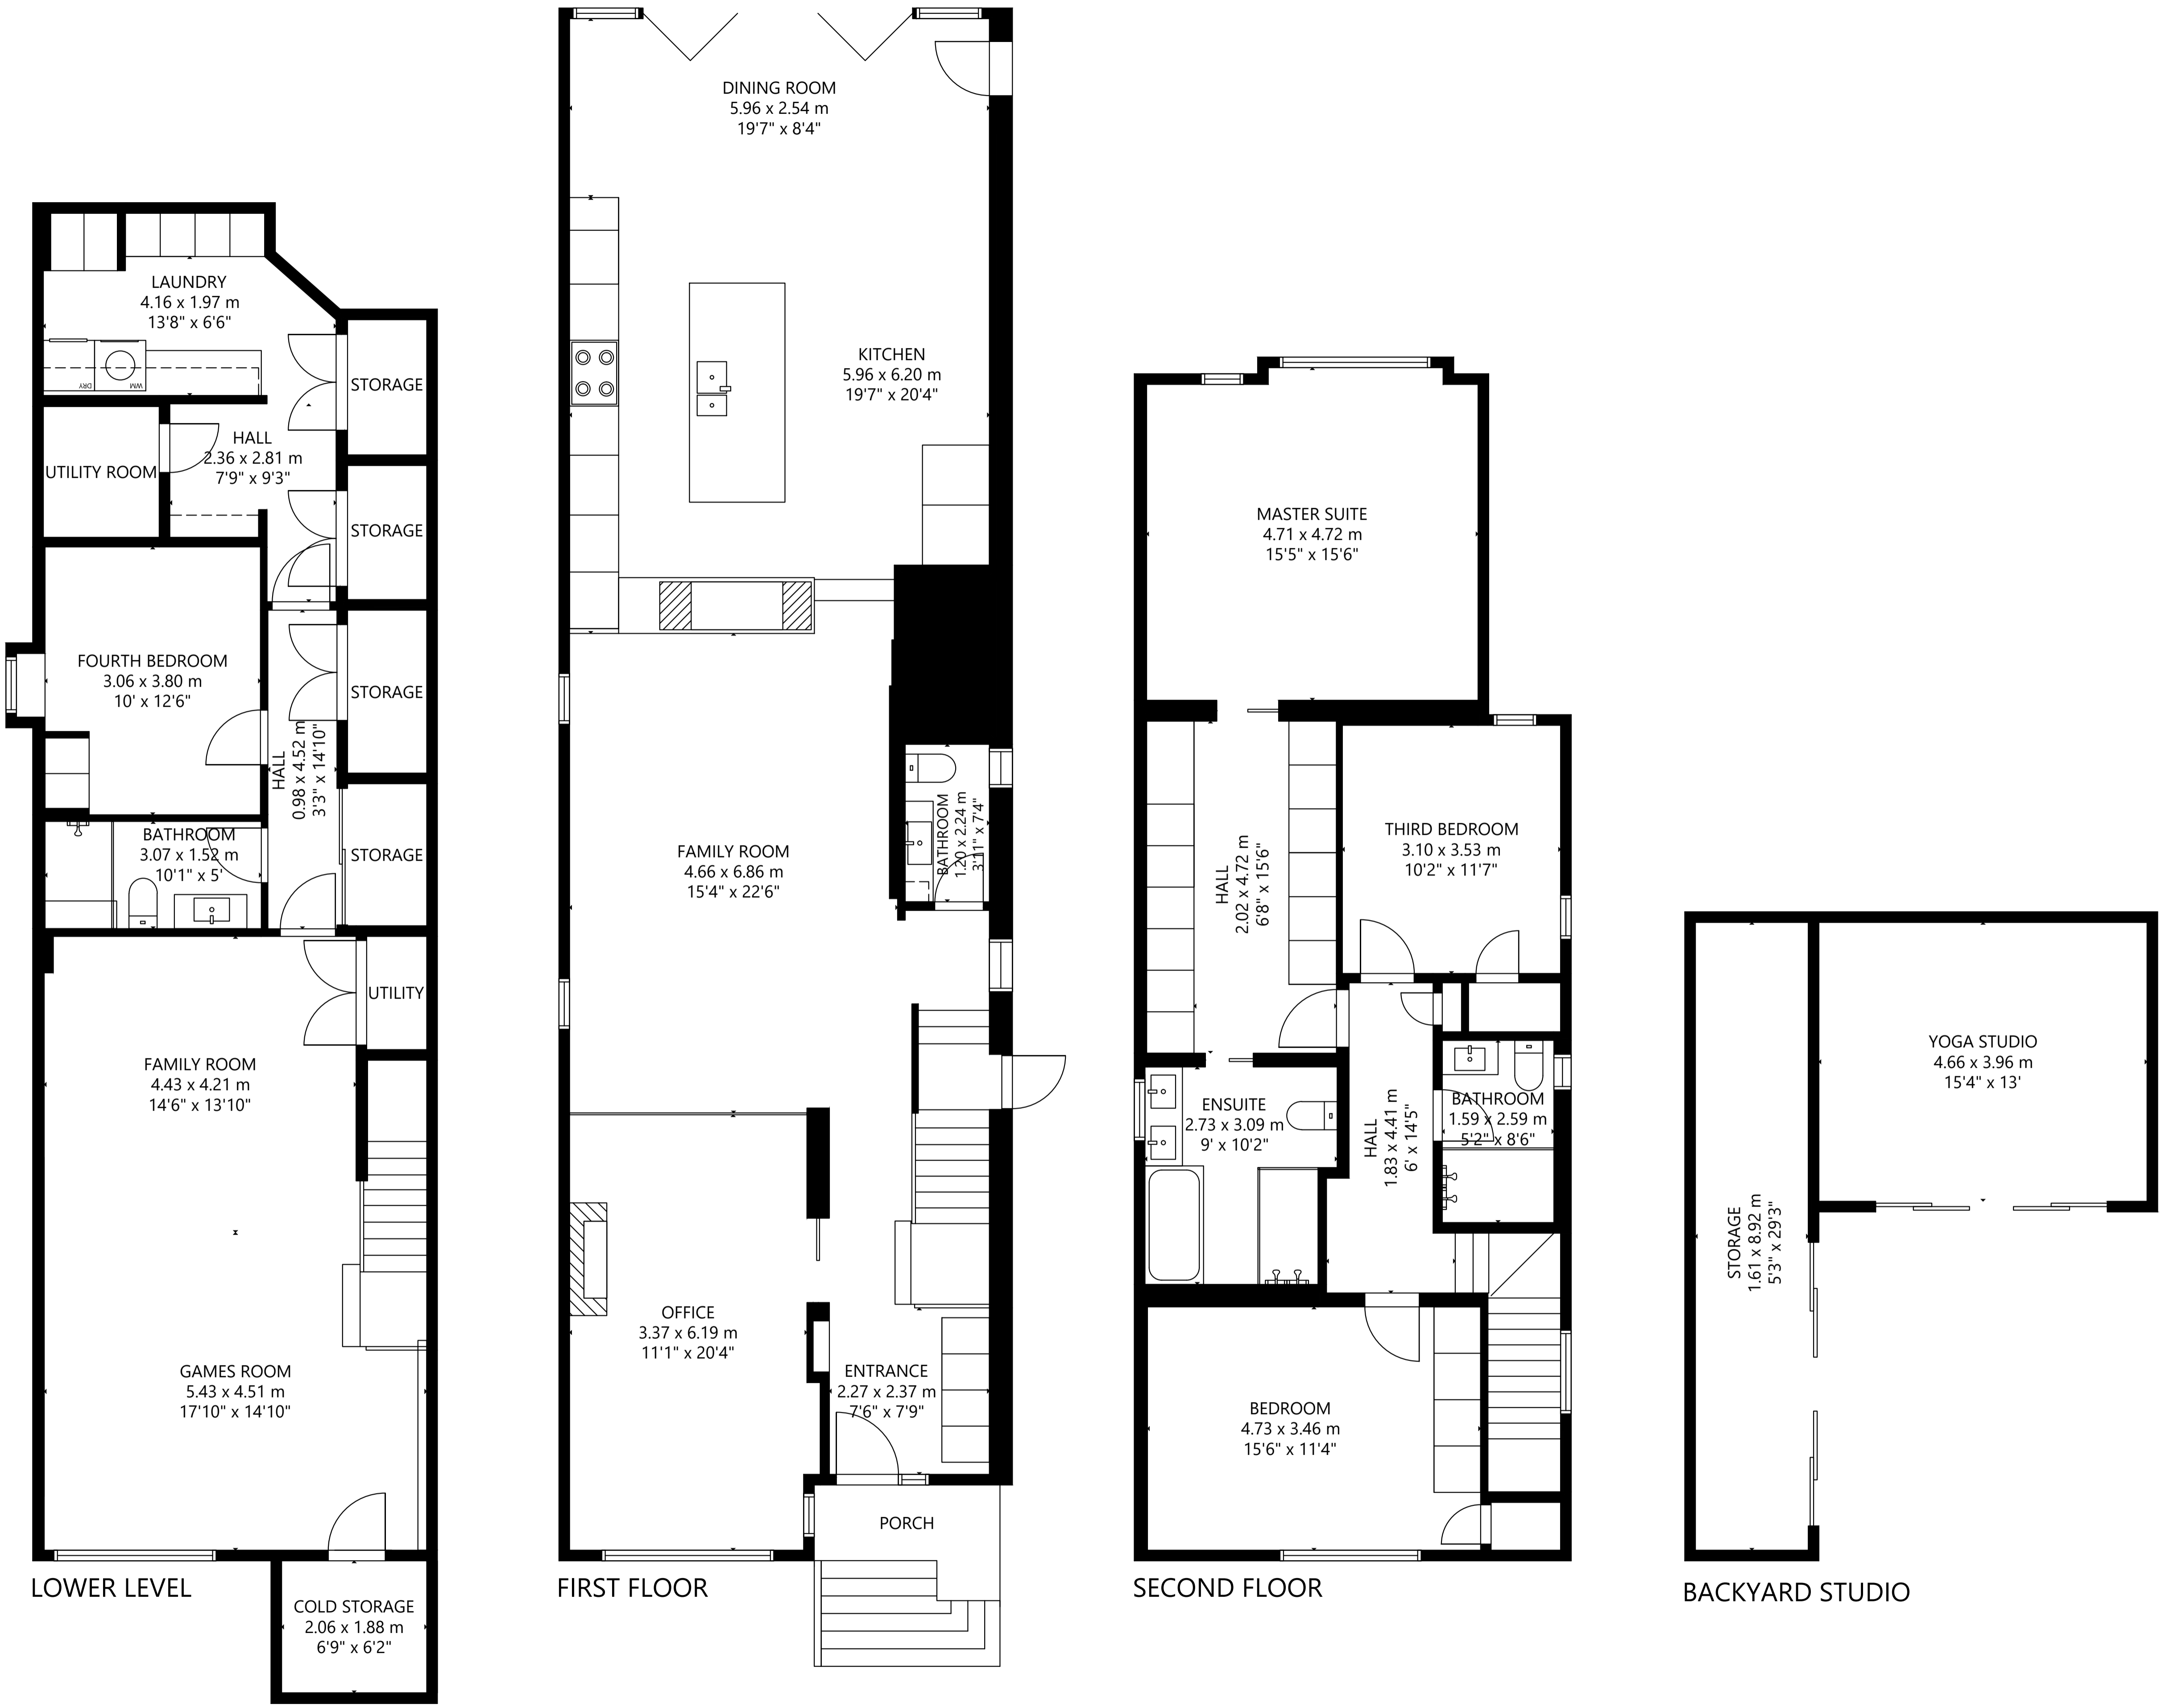 LAUNDRY
4.16 x 1.97 m
13'8" x 6'6"
DRY
WM
STORAGE
HALL
2.36 x 2.81 m
7'9" x 9'3"
UTILITY ROOM
STORAGE
FOURTH BEDROOM
3.06 x 3.80 m
10' x 12'6"
STORAGE
HALL
0.98 x 4.52 m
3'3" x 14'10"
BATHROOM
3.07 x 1.52 m
10'1" x 5'
STORAGE
UTILITY
FAMILY ROOM
4.43 x 4.21 m
14'6" x 13'10"
GAMES ROOM
5.43 x 4.51 m
17'10" x 14'10"
LOWER LEVEL
COLD STORAGE
2.06 x 1.88 m
6'9" x 6'2"
DINING ROOM
5.96 x 2.54 m
19'7" x 8'4"
KITCHEN
5.96 x 6.20 m
19'7" x 20'4"
FAMILY ROOM
4.66 x 6.86 m
15'4" x 22'6"
BATHROOM
1.20 x 2.24 m
3'11" x 7'4"
OFFICE
3.37 x 6.19 m
11'1" x 20'4"
ENTRANCE
2.27 x 2.37 m
7'6" x 7'9"
PORCH
FIRST FLOOR
MASTER SUITE
4.71 x 4.72 m
15'5" x 15'6"
THIRD BEDROOM
3.10 x 3.53 m
10'2" x 11'7"
HALL
2.02 x 4.72 m
6'8" x 15'6"
ENSUITE
2.73 x 3.09 m
9' x 10'2"
HALL
1.83 x 4.41 m
6' x 14'5"
BATHROOM
1.59 x 2.59 m
5'2" x 8'6"
BEDROOM
4.73 x 3.46 m
15'6" x 11'4"
SECOND FLOOR
YOGA STUDIO
4.66 x 3.96 m
15'4" x 13'
STORAGE
1.61 x 8.92 m
5'3" x 29'3"
BACKYARD STUDIO